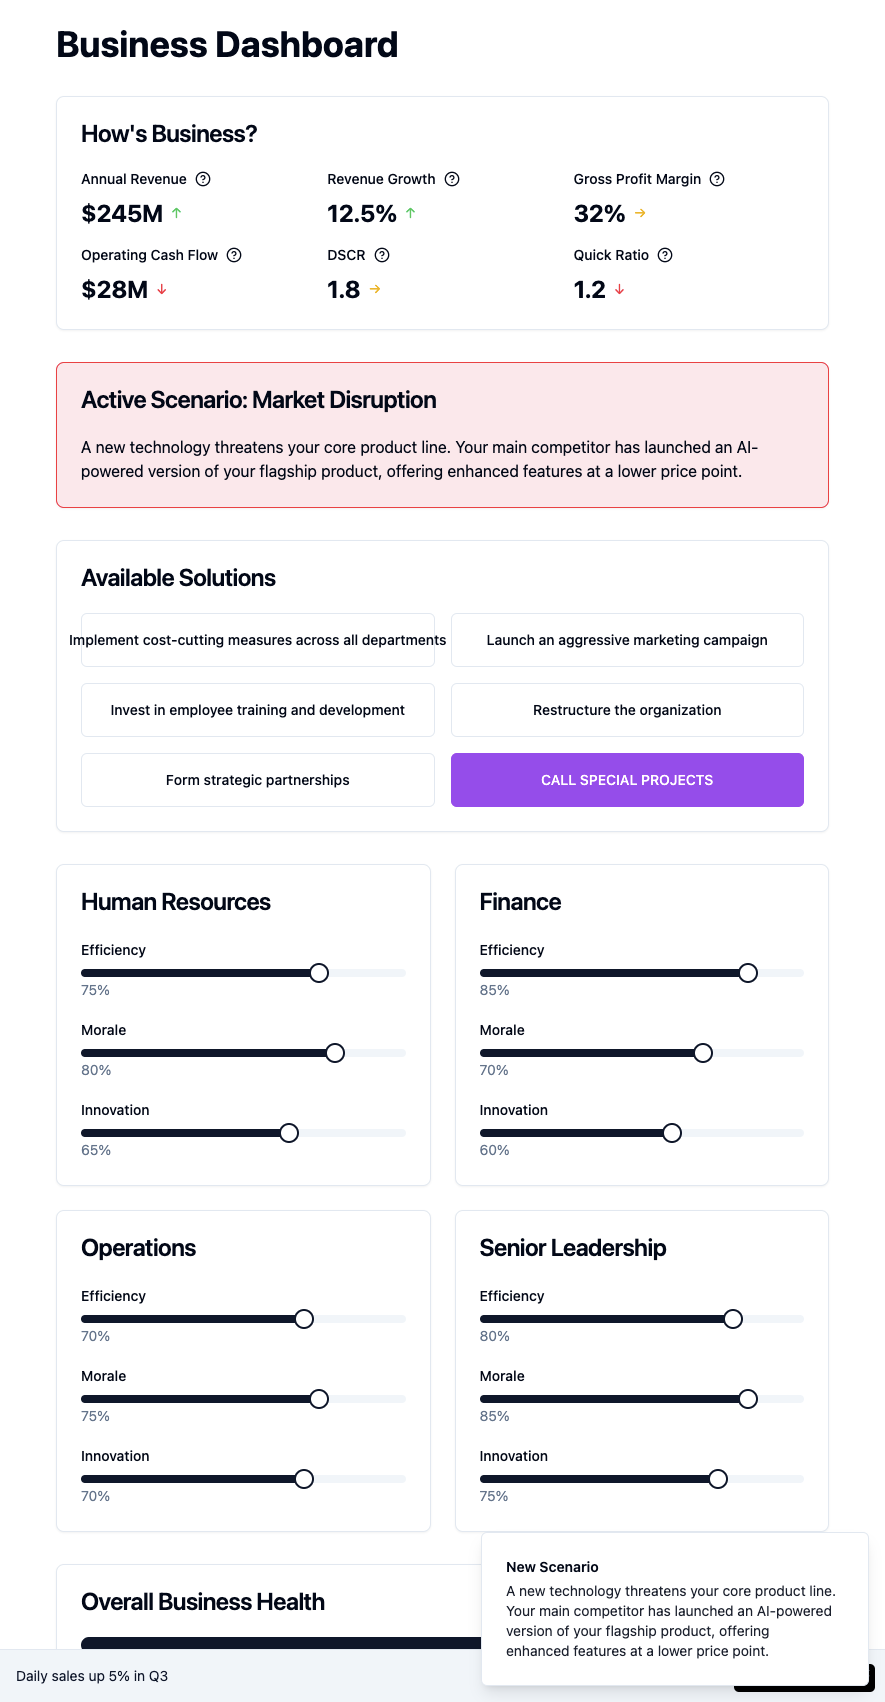 Business Dashboard
How's Business?
Annual Revenue
Revenue Growth
Gross Profit Margin
$245M ↑
12.5% ↑
32% →
Operating Cash Flow
DSCR
Quick Ratio
$28M ↓
1.8 →
1.2 ↓
Active Scenario: Market Disruption
A new technology threatens your core product line. Your main competitor has launched an AI-
powered version of your flagship product, offering enhanced features at a lower price point.
Available Solutions
Implement cost-cutting measures across all departments
Launch an aggressive marketing campaign
Invest in employee training and development
Restructure the organization
Form strategic partnerships
CALL SPECIAL PROJECTS
Human Resources
Efficiency
75%
Morale
80%
Innovation
65%
Finance
Efficiency
85%
Morale
70%
Innovation
60%
Operations
Efficiency
70%
Morale
75%
Innovation
70%
Senior Leadership
Efficiency
80%
Morale
85%
Innovation
75%
Overall Business Health
New Scenario
A new technology threatens your core product line.
Your main competitor has launched an AI-powered
version of your flagship product, offering
enhanced features at a lower price point.
Daily sales up 5% in Q3